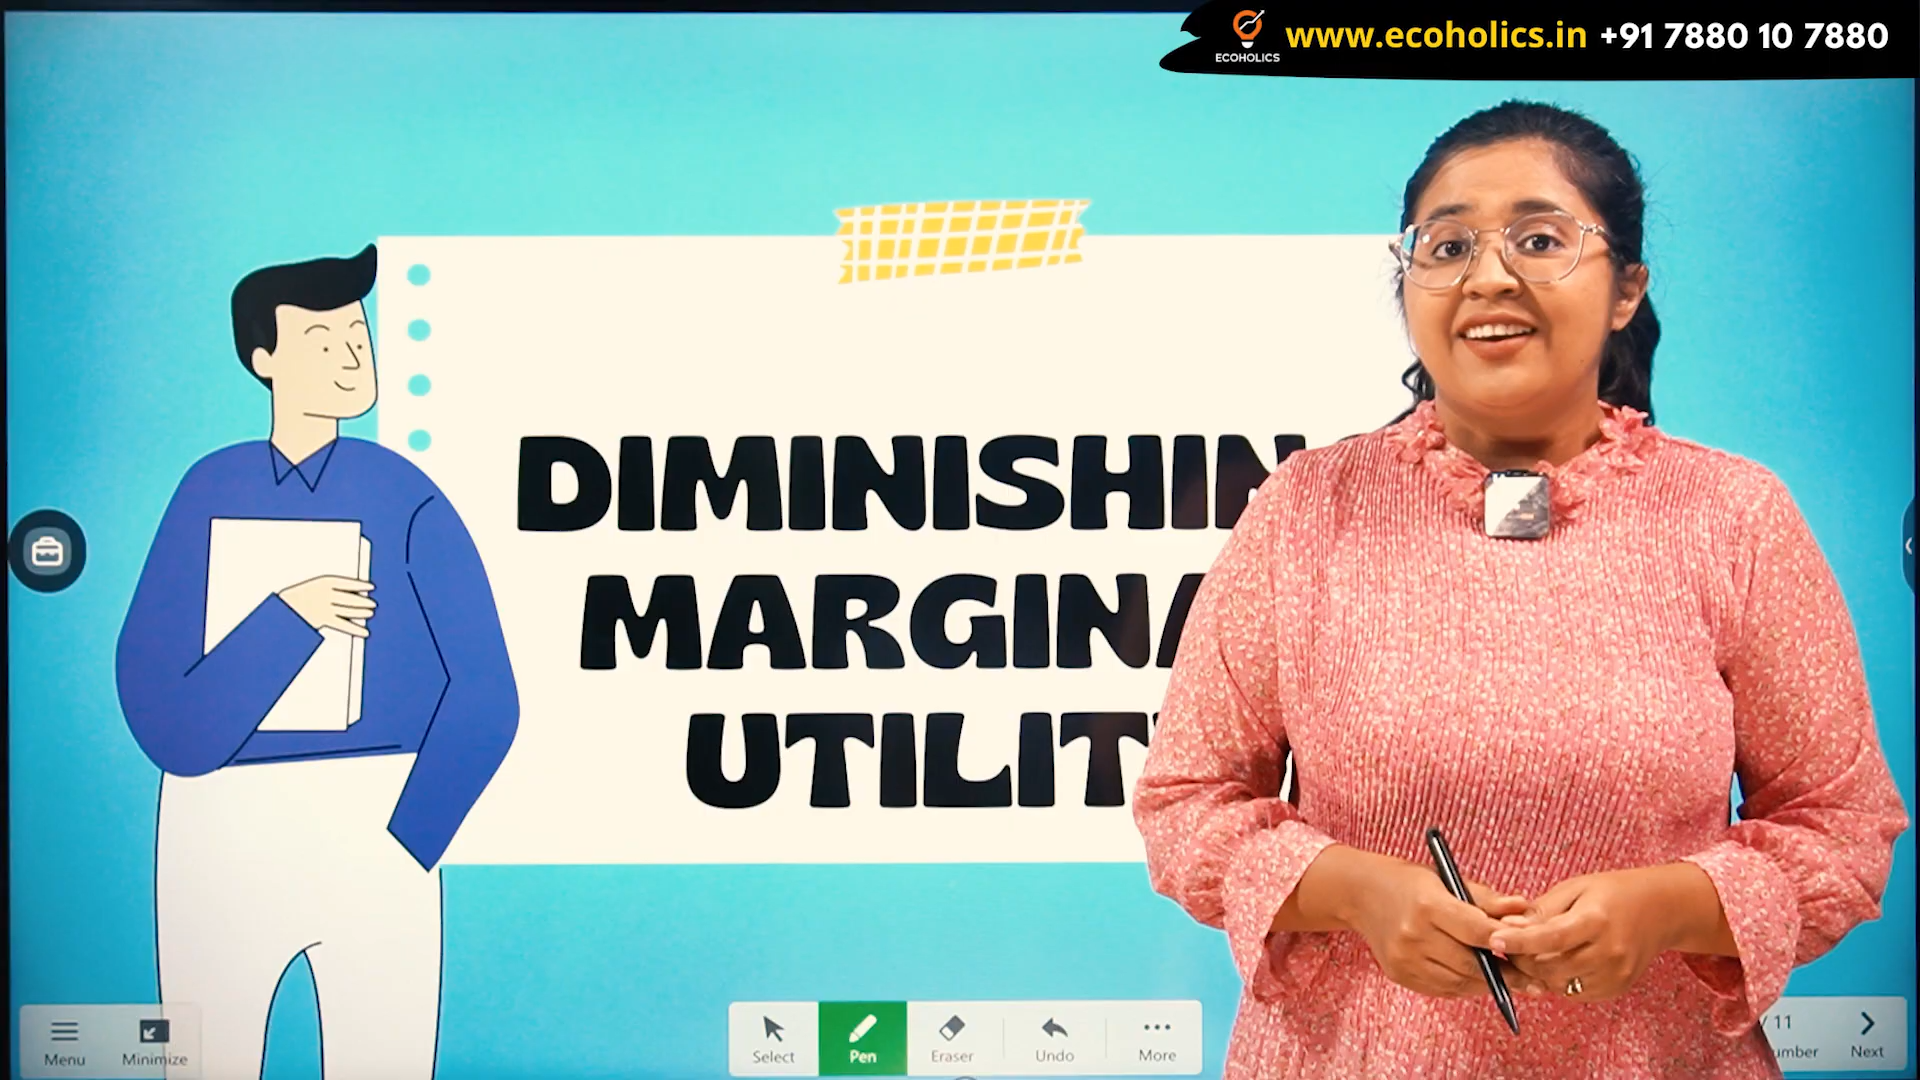 www.ecoholics.in +91 7880 10 7880
ECOHOLICS
DIMINISHIN
MARGINA
UTILIT
Menu
Minimize
Select
Pen
Eraser
Undo
More
/ 11
umber
Next